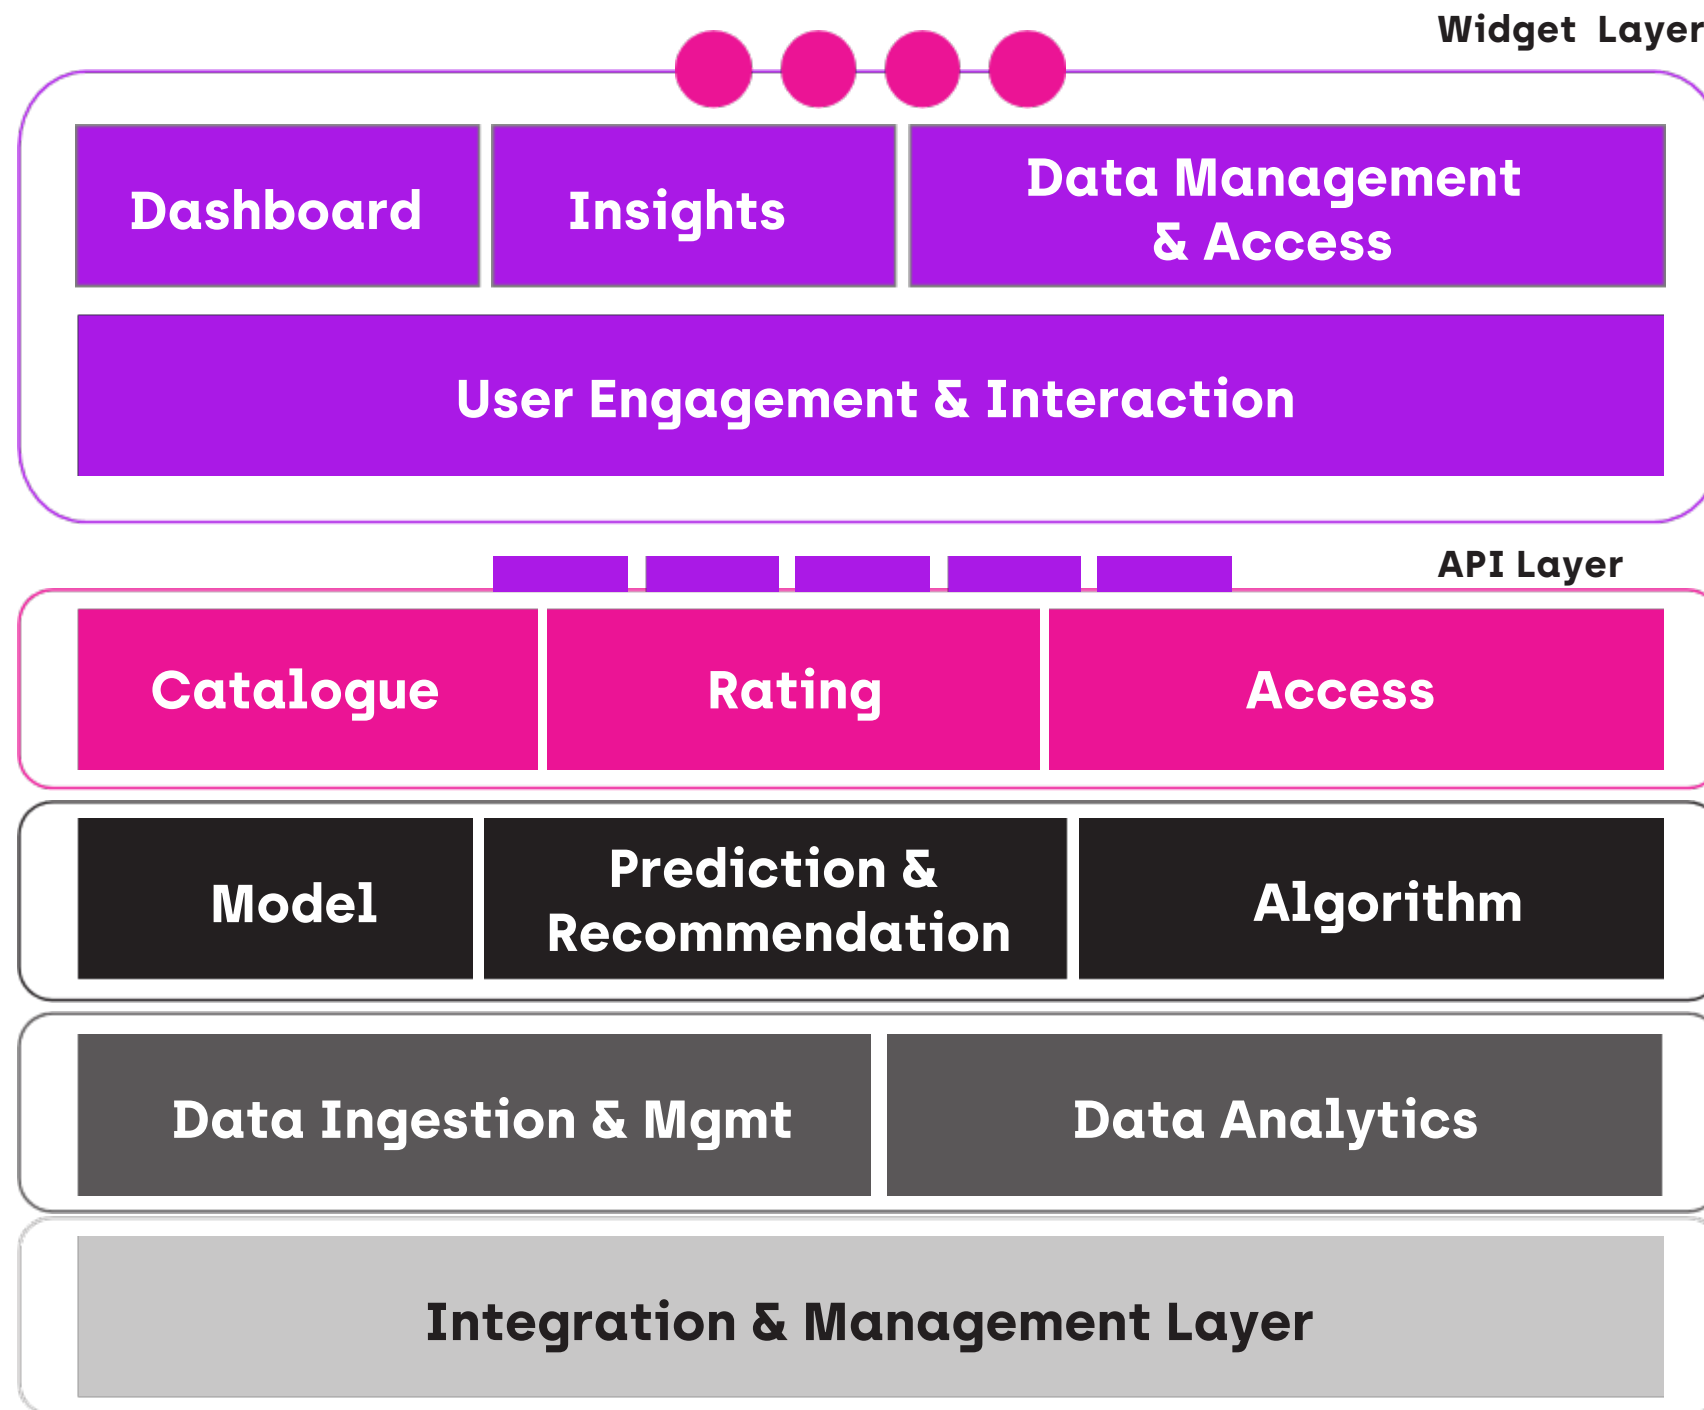 Widget Layer
Dashboard
Insights
Data Management
& Access
User Engagement & Interaction
API Layer
Catalogue
Rating
Access
Model
Prediction &
Recommendation
Algorithm
Data Ingestion & Mgmt
Data Analytics
Integration & Management Layer